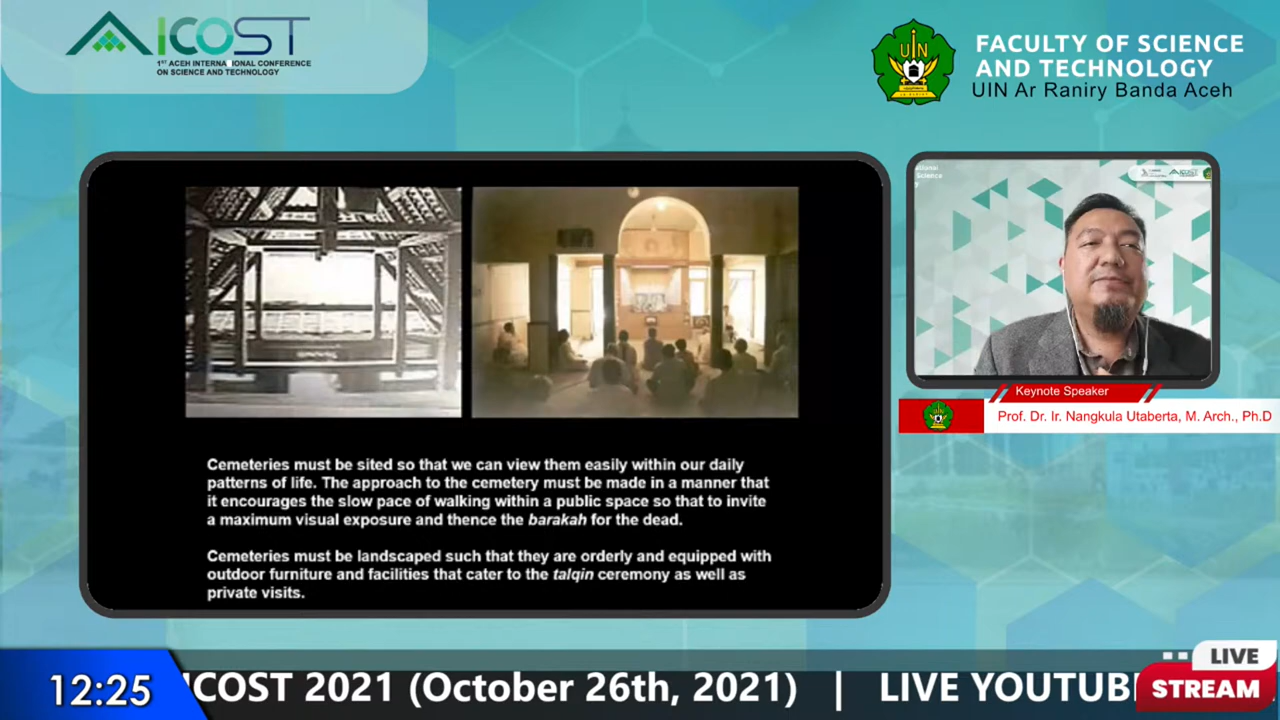 AICOST
1ST ACEH INTERNATIONAL CONFERENCE
ON SCIENCE AND TECHNOLOGY
UIN
FACULTY OF SCIENCE
AND TECHNOLOGY
UIN Ar Raniry Banda Aceh
Science
AICOST
Keynote Speaker
UIN
Prof. Dr. Ir. Nangkula Utaberta, M. Arch., Ph.D
Cemeteries must be sited so that we can view them easily within our daily
patterns of life. The approach to the cemetery must be made in a manner that
it encourages the slow pace of walking within a public space so that to invite
a maximum visual exposure and thence the barakah for the dead.
Cemeteries must be landscaped such that they are orderly and equipped with
outdoor furniture and facilities that cater to the talqin ceremony as well as
private visits.
12:25
ICOST 2021 (October 26th, 2021) | LIVE YOUTUB
LIVE
STREAM